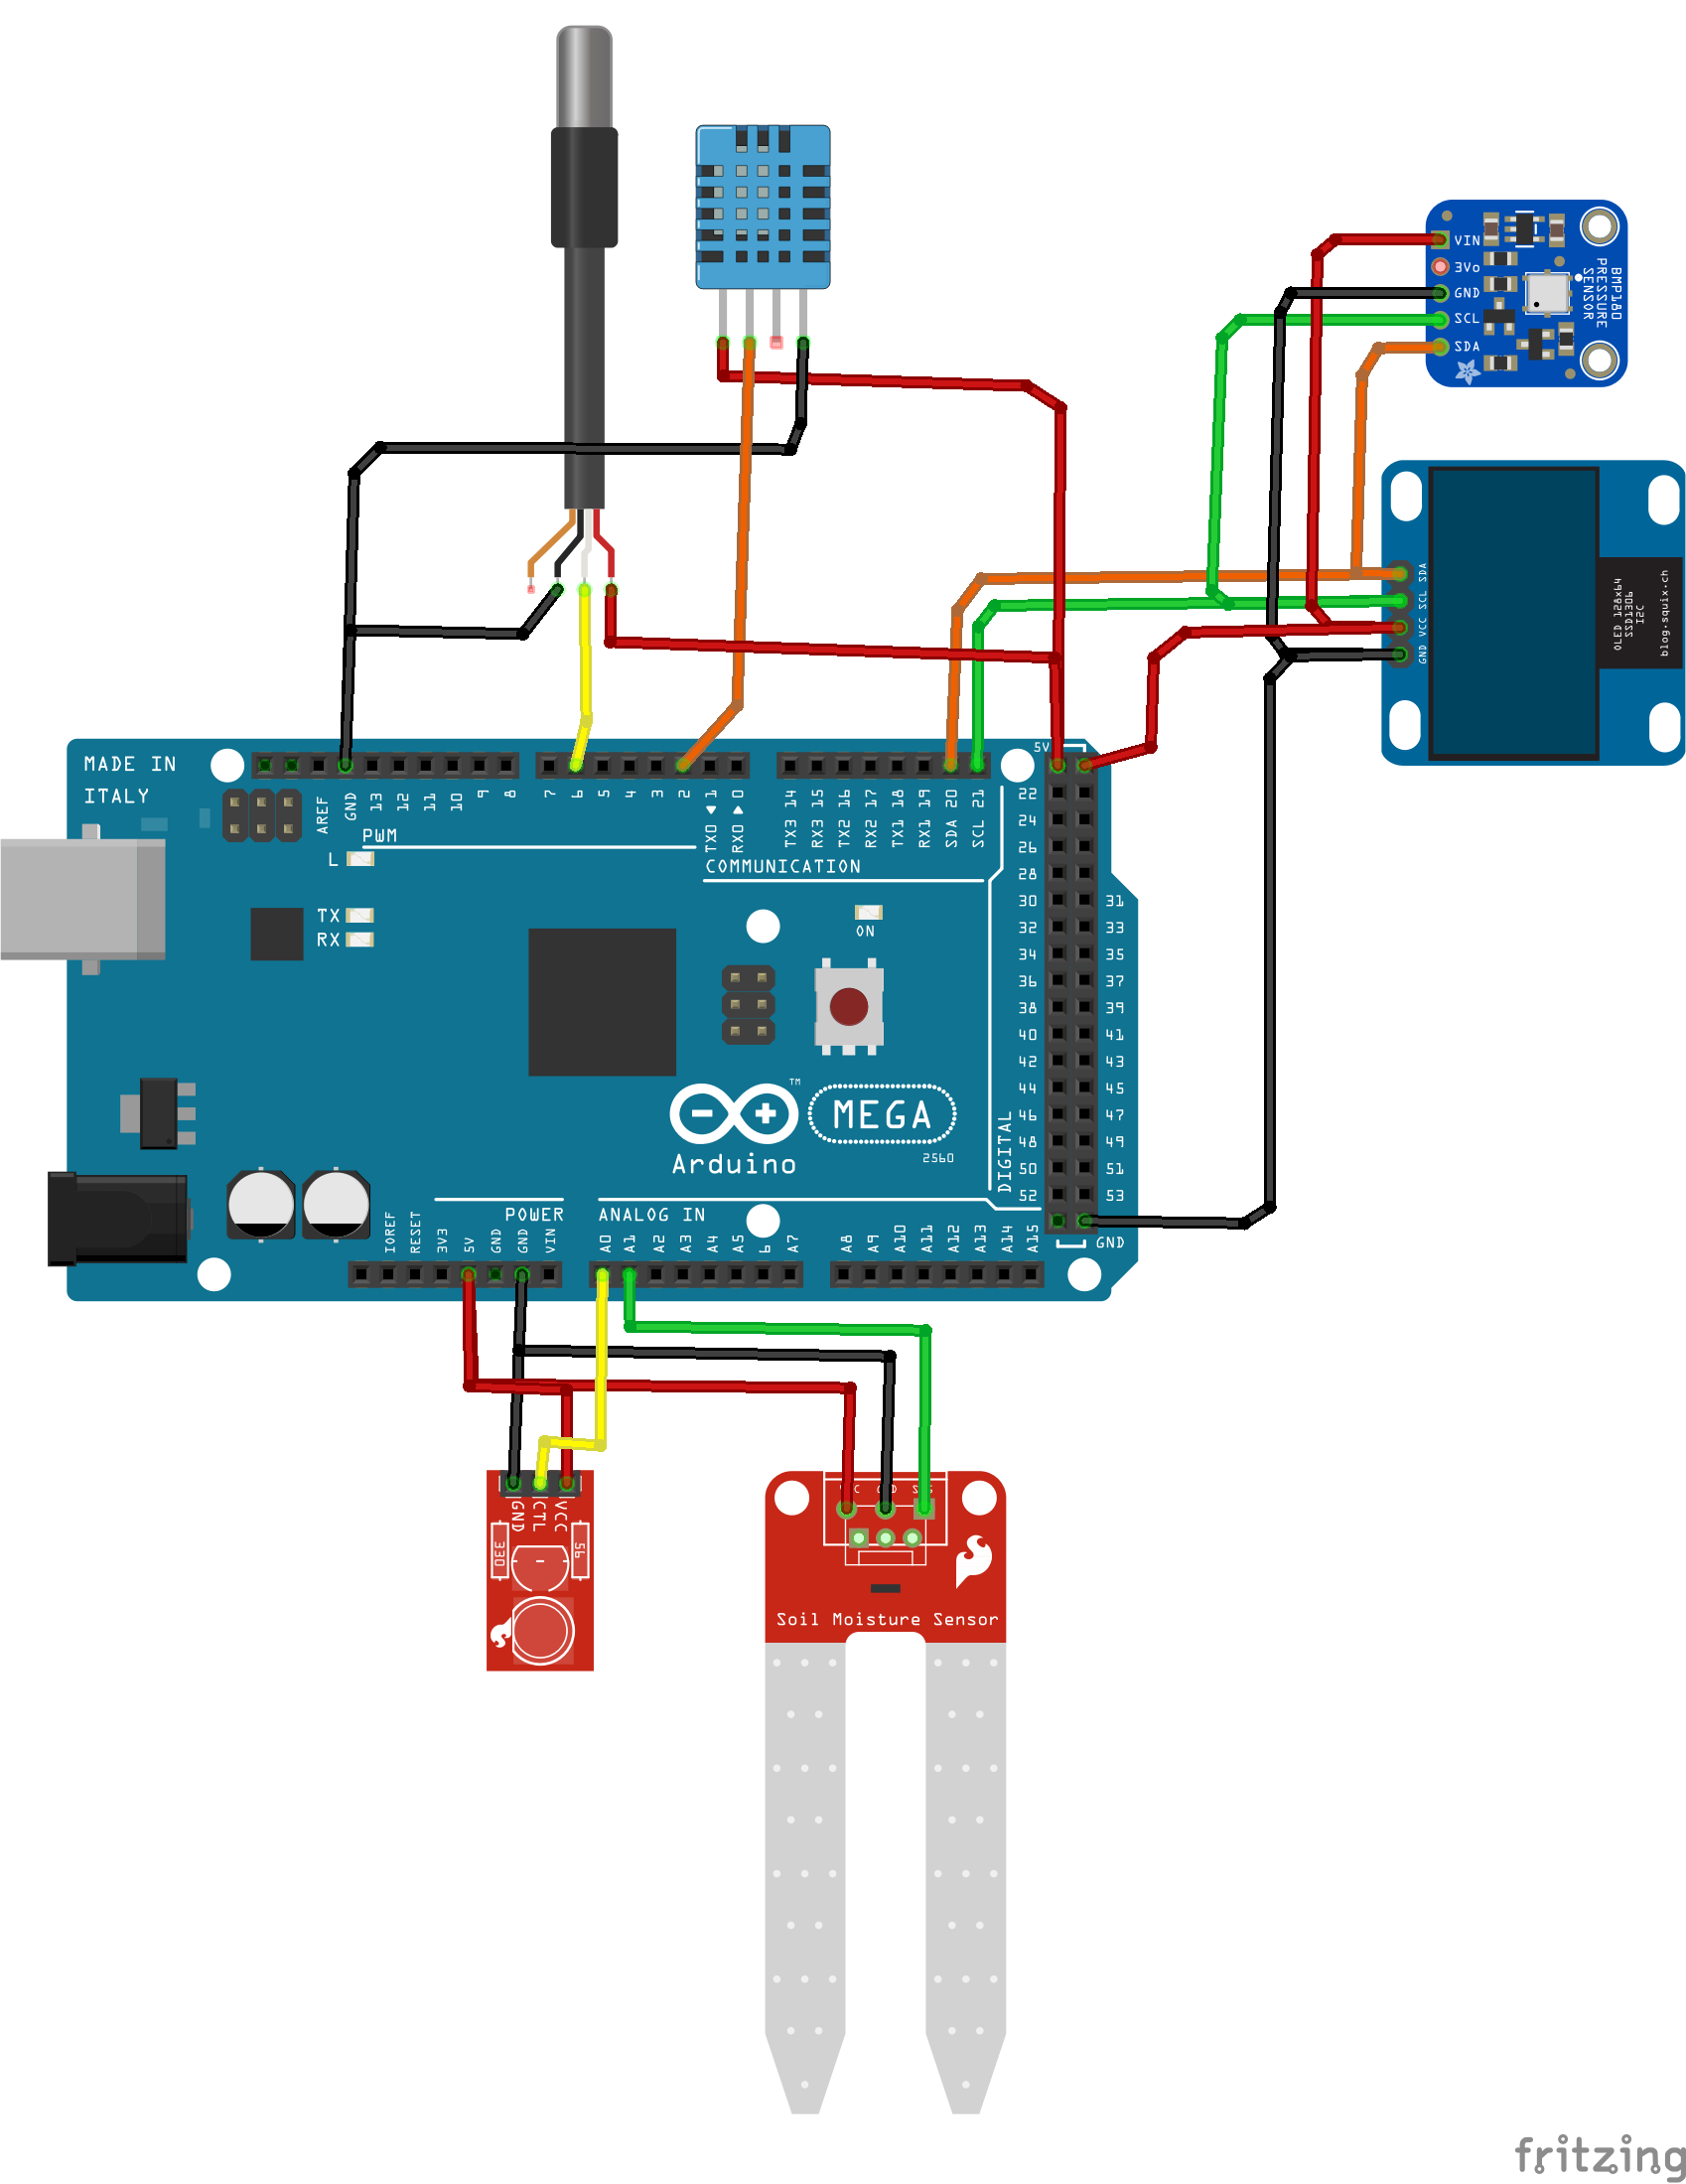 VIN
3Vo
GND
SCL
SDA
BMP180
PRESSURE
SENSOR
SDA
SCL
VCC
GND
OLED 128x64
SSD1306
I2C
blog.squix.ch
MADE IN
ITALY
AREF
GND
13
12
11
10
9
8
7
6
5
4
3
2
TX0 1
RX0 0
TX3 14
RX3 15
TX2 16
RX2 17
TX1 18
RX1 19
SDA 20
SCL 21
5V
PWM
COMMUNICATION
L
TX
RX
ON
22
24
26
28
30 31
32 33
34 35
36 37
38 39
40 41
42 43
44 45
46 47
48 49
50 51
52 53
GND
DIGITAL
TM
MEGA
Arduino
2560
POWER
ANALOG IN
IOREF
RESET
3V3
5V
GND
GND
VIN
A0
A1
A2
A3
A4
A5
6
A7
A8
A9
A10
A11
A12
A13
A14
A15
GND
CTL
VCC
330
56
Soil Moisture Sensor
fritzing